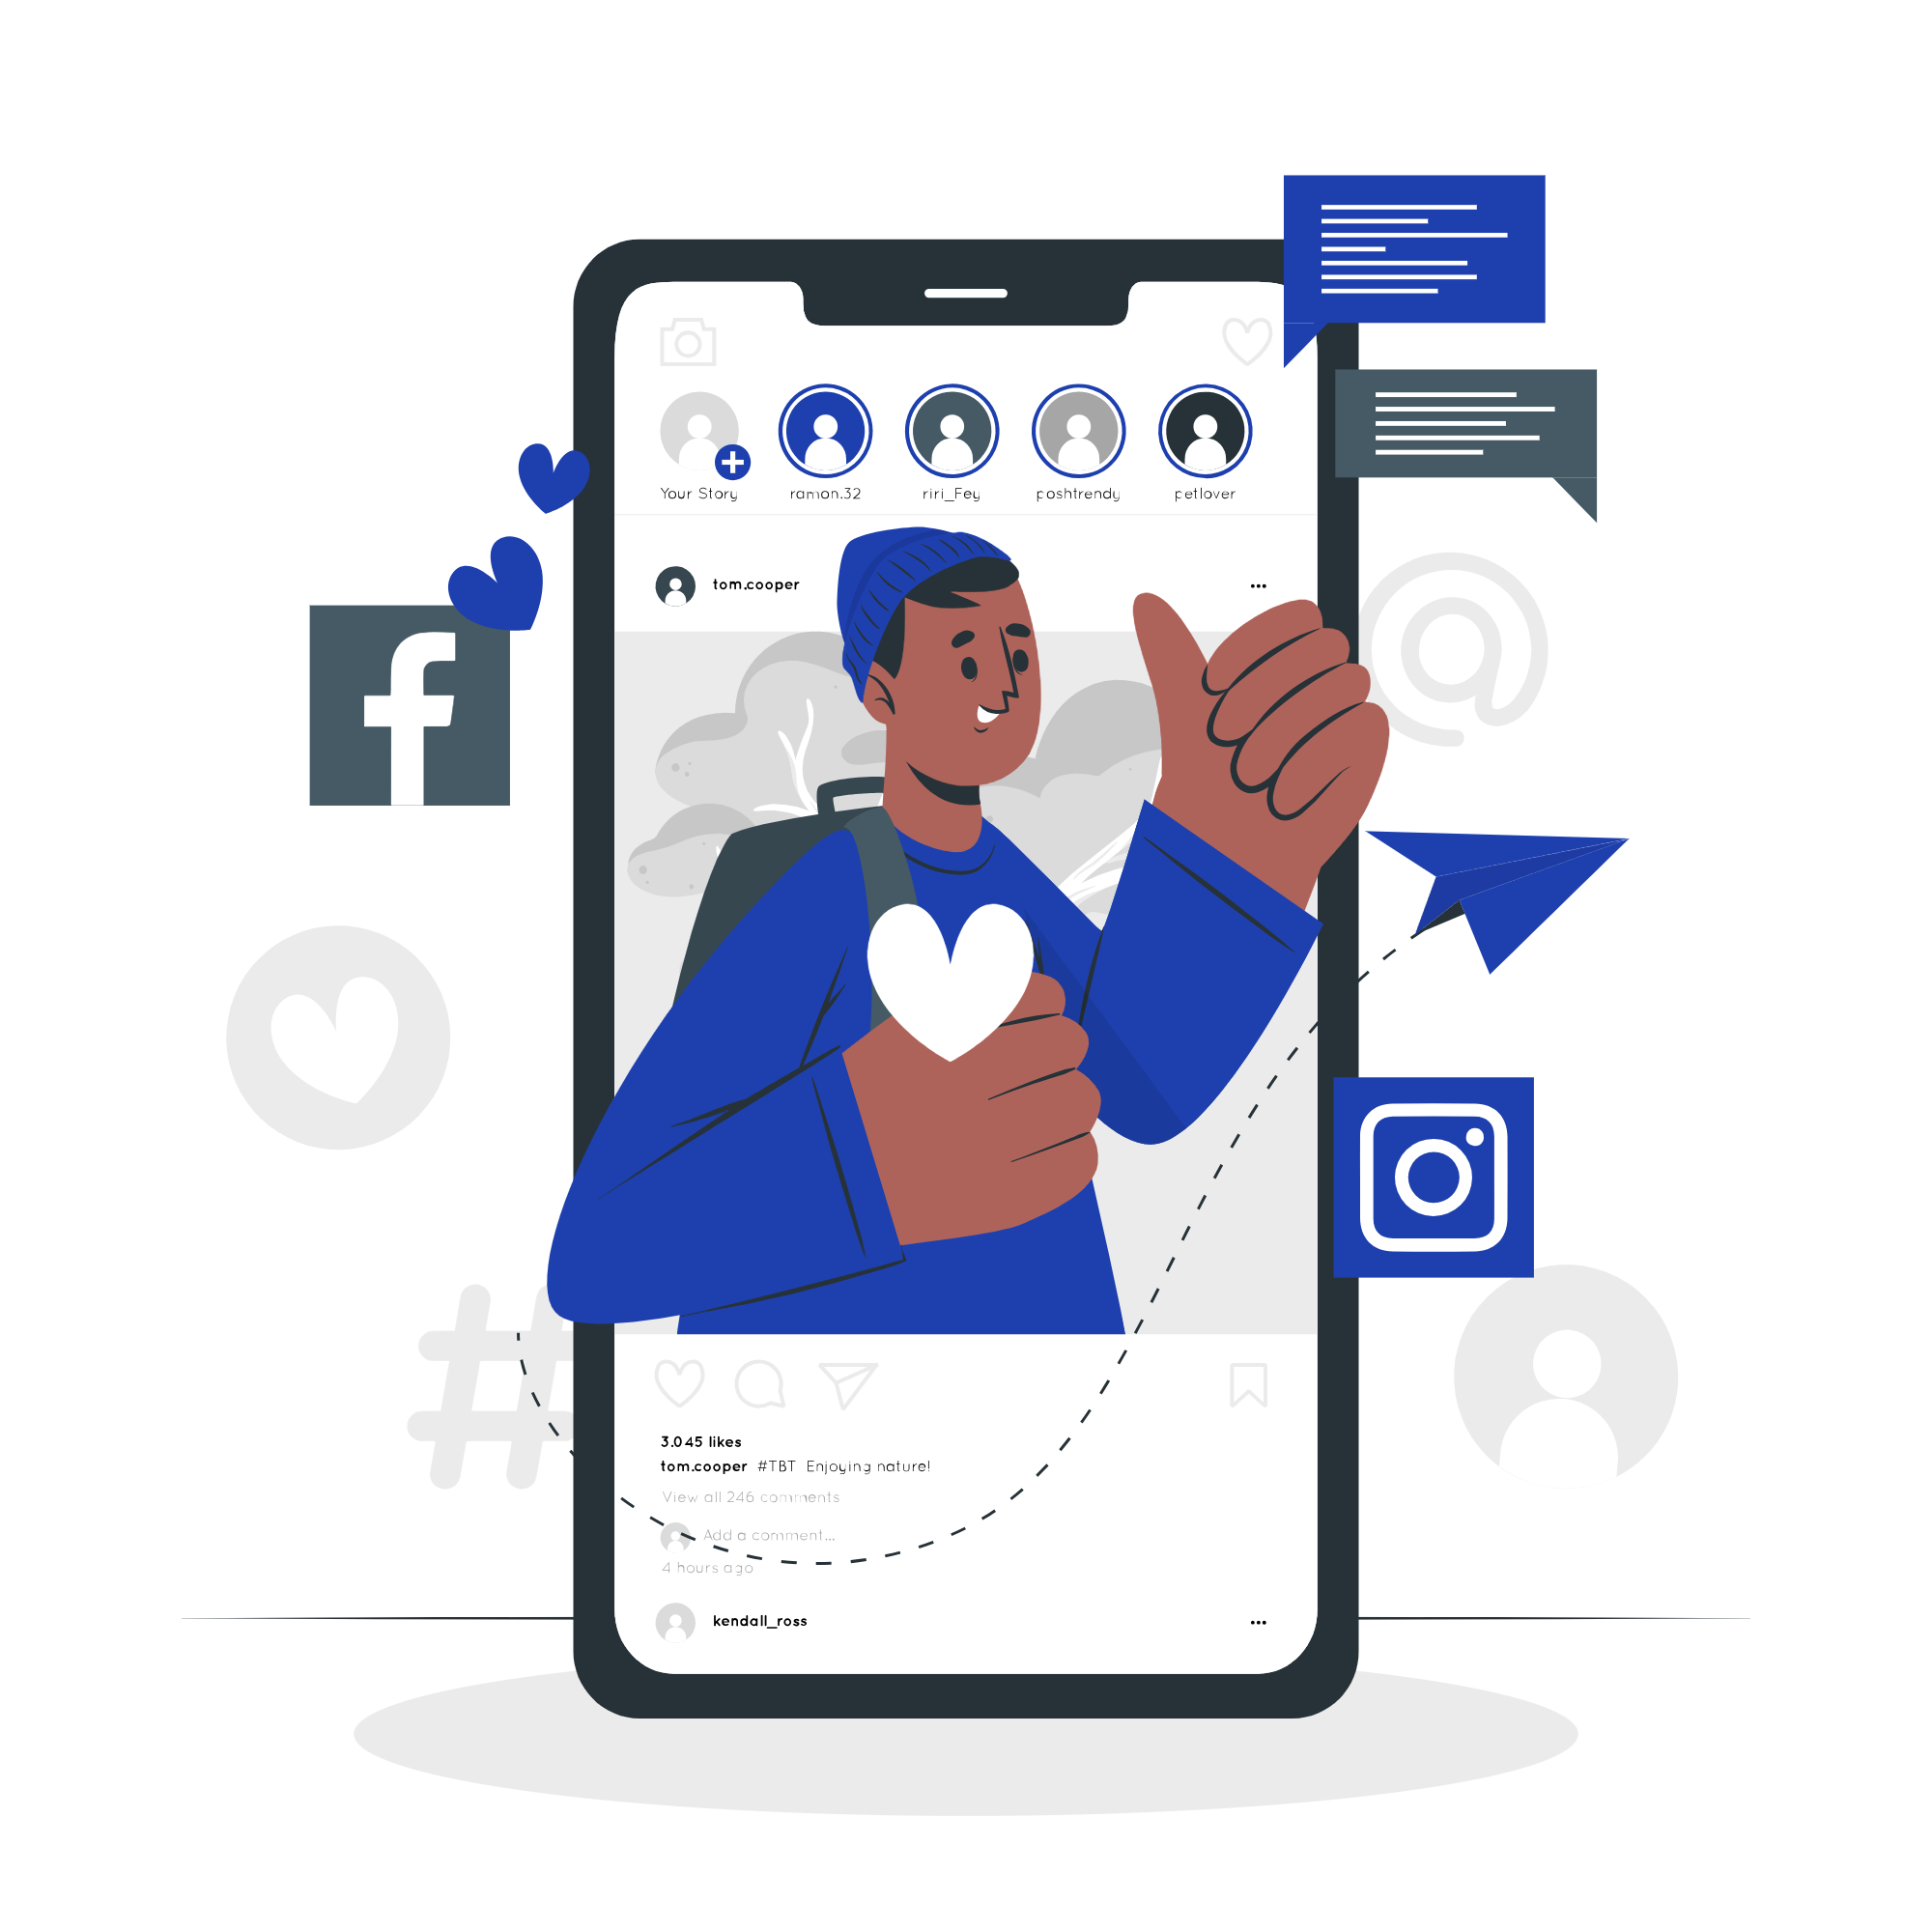 Your Story ramon.32 riri_Fey poshtrendy petlover
tom.cooper
3.045 likes
tom.cooper #TBT Enjoying nature!
View all 246 comments
Add a comment...
4 hours ago
kendall_ross